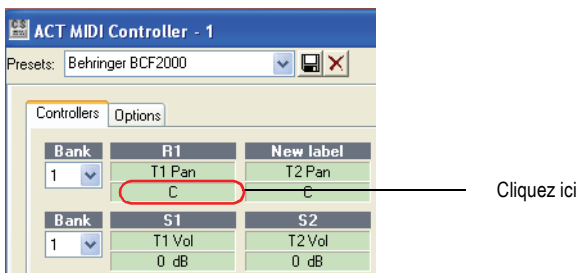 ACT MIDI Controller - 1
Presets: Behringer BCF2000
Controllers Options
Bank R1 New label
1 T1 Pan T2 Pan
C C
Cliquez ici
Bank S1 S2
1 T1 Vol T2 Vol
0 dB 0 dB